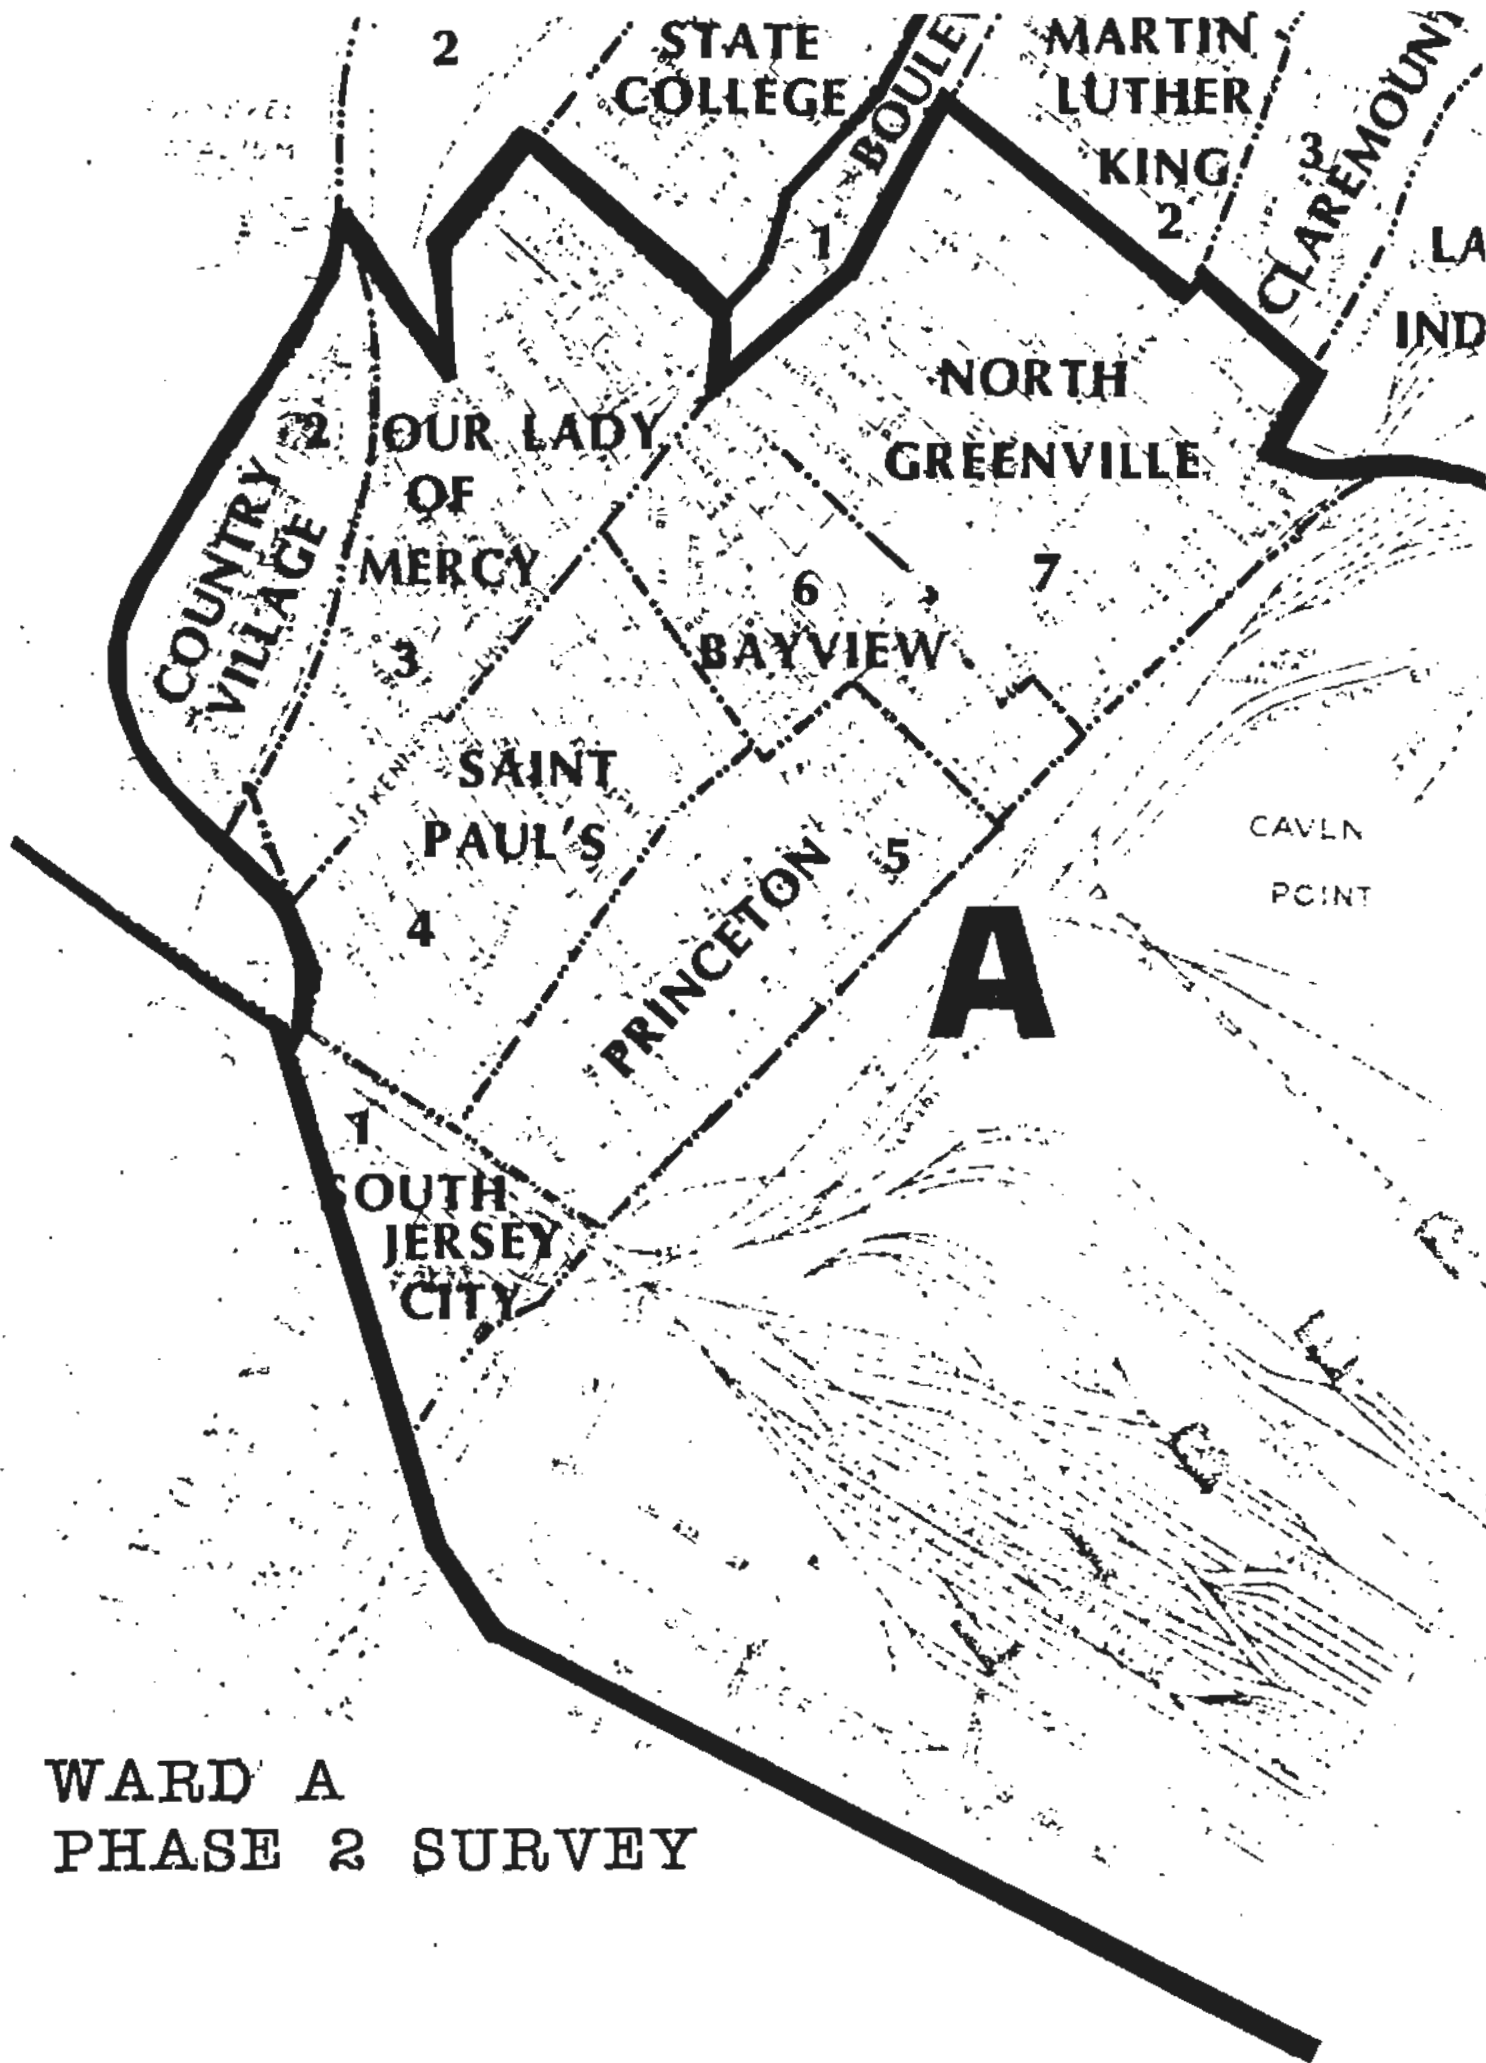 2
STATE
COLLEGE
BOULE
1
MARTIN
LUTHER
KING
2
3
CLAREMOUNT
LA
IND
NORTH
GREENVILLE
7
2
COUNTRY
VILLAGE
OUR LADY
OF
MERCY
3
6
BAYVIEW
SAINT
PAUL'S
4
PRINCETON
5
A
CAVEN
POINT
1
SOUTH
JERSEY
CITY
WARD A
PHASE 2 SURVEY